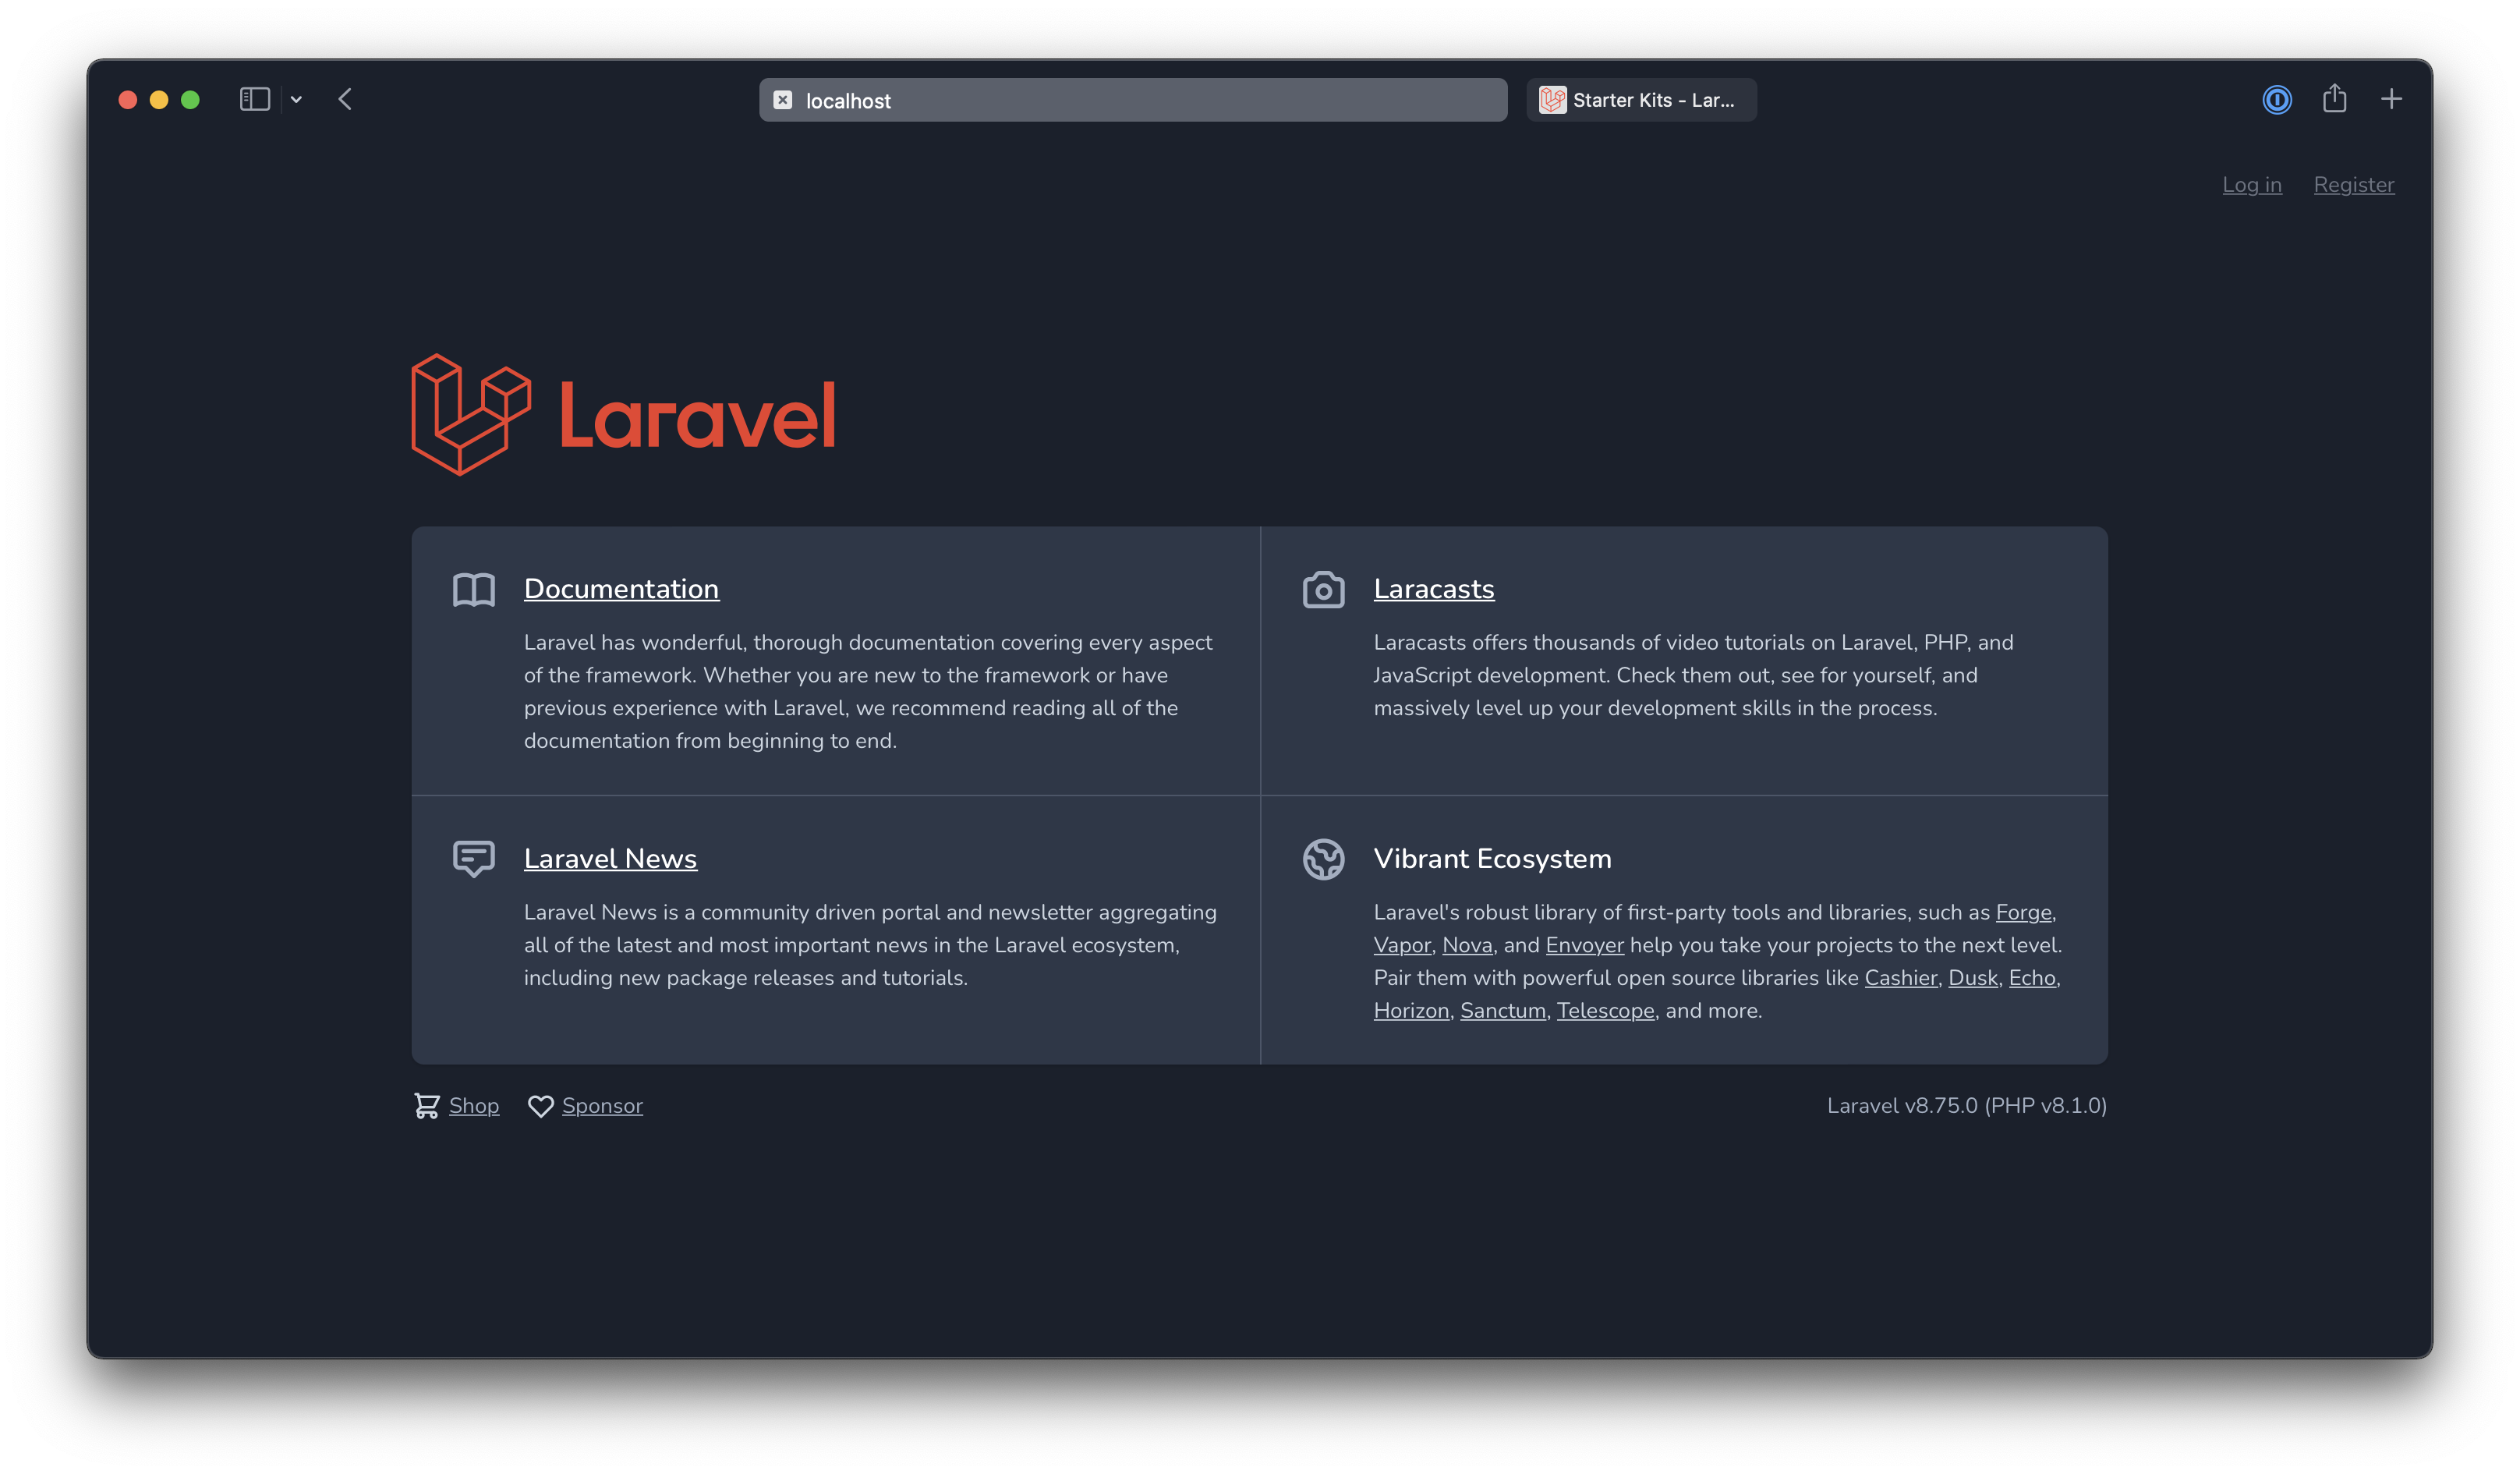 localhost
Starter Kits - Lar...
Log in
Register
Laravel
Documentation
Laravel has wonderful, thorough documentation covering every aspect
of the framework. Whether you are new to the framework or have
previous experience with Laravel, we recommend reading all of the
documentation from beginning to end.
Laracasts
Laracasts offers thousands of video tutorials on Laravel, PHP, and
JavaScript development. Check them out, see for yourself, and
massively level up your development skills in the process.
Laravel News
Laravel News is a community driven portal and newsletter aggregating
all of the latest and most important news in the Laravel ecosystem,
including new package releases and tutorials.
Vibrant Ecosystem
Laravel's robust library of first-party tools and libraries, such as Forge,
Vapor, Nova, and Envoyer help you take your projects to the next level.
Pair them with powerful open source libraries like Cashier, Dusk, Echo,
Horizon, Sanctum, Telescope, and more.
Shop
Sponsor
Laravel v8.75.0 (PHP v8.1.0)